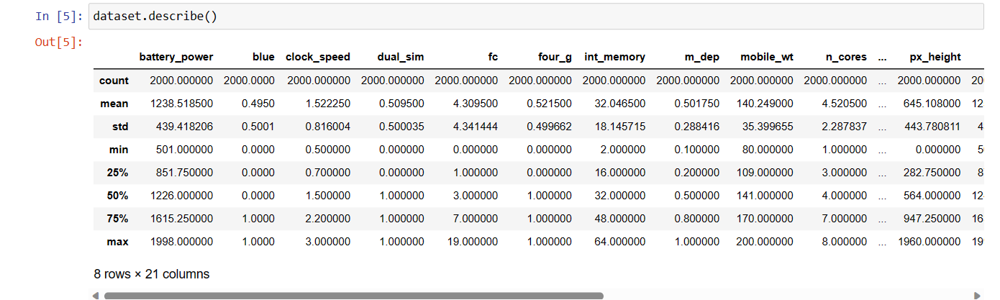 In [5]: dataset.describe()
Out[5]:
battery_power blue clock_speed dual_sim fc four_g int_memory m_dep mobile_wt n_cores ... px_height
count 2000.000000 2000.0000 2000.000000 2000.000000 2000.000000 2000.000000 2000.000000 2000.000000 2000.000000 2000.000000 ... 2000.000000 20
mean 1238.518500 0.4950 1.522250 0.509500 4.309500 0.521500 32.046500 0.501750 140.249000 4.520500 ... 645.108000 12
std 439.418206 0.5001 0.816004 0.500035 4.341444 0.499662 18.145715 0.288416 35.399655 2.287837 ... 443.780811 4
min 501.000000 0.0000 0.500000 0.000000 0.000000 0.000000 2.000000 0.100000 80.000000 1.000000 ... 0.000000 5
25% 851.750000 0.0000 0.700000 0.000000 1.000000 0.000000 16.000000 0.200000 109.000000 3.000000 ... 282.750000 8
50% 1226.000000 0.0000 1.500000 1.000000 3.000000 1.000000 32.000000 0.500000 141.000000 4.000000 ... 564.000000 12
75% 1615.250000 1.0000 2.200000 1.000000 7.000000 1.000000 48.000000 0.800000 170.000000 7.000000 ... 947.250000 16
max 1998.000000 1.0000 3.000000 1.000000 19.000000 1.000000 64.000000 1.000000 200.000000 8.000000 ... 1960.000000 19
8 rows × 21 columns